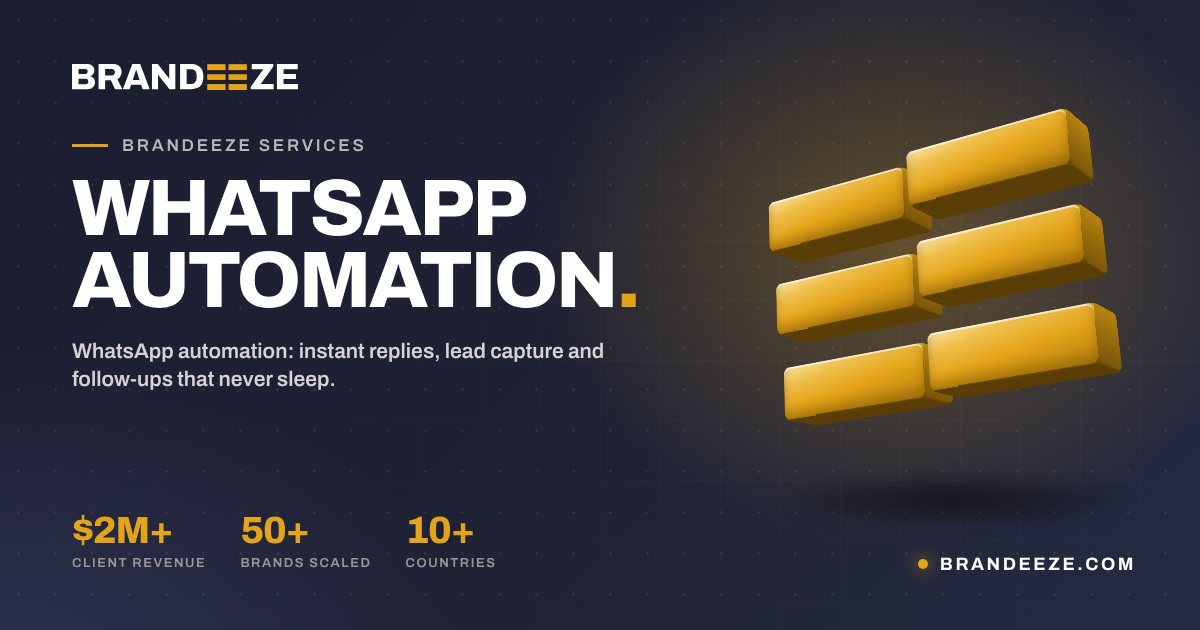 BRANDEEZE
BRANDEEZE SERVICES
WHATSAPP
AUTOMATION.
WhatsApp automation: instant replies, lead capture and
follow-ups that never sleep.
$2M+ 50+ 10+
CLIENT REVENUE BRANDS SCALED COUNTRIES
BRANDEEZE.COM